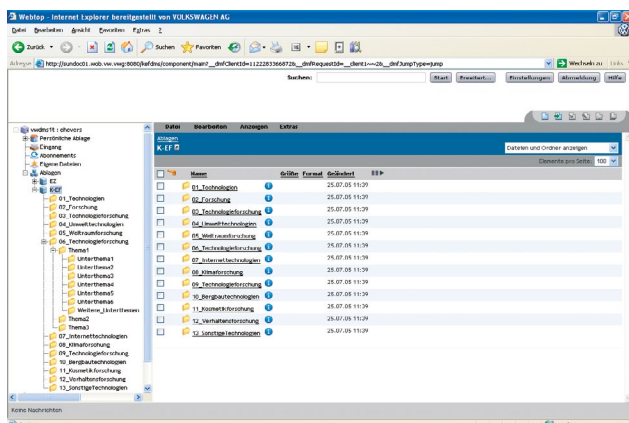 Webtop - Internet Explorer bereitgestellt von VOLKSWAGEN AG
Datei Bearbeiten Ansicht Favoriten Extras ?
Zurück Suchen Favoriten
Adresse Wechseln zu Links
Suchen: Start Erweitert... Einstellungen Abmeldung Hilfe
Datei Bearbeiten Anzeigen Extras
Ablagen
K-EF
Dateien und Ordner anzeigen
Elemente pro Seite: 100
Name Größe Format Geändert
01_Technologien 25.07.05 11:39
02_Forschung 25.07.05 11:39
03_Technologieforschung 25.07.05 11:39
04_Umwelttechnologien 25.07.05 11:39
05_Weltraumforschung 25.07.05 11:39
06_Technologieforschung 25.07.05 11:39
07_Internettechnologien 25.07.05 11:39
08_Klimaforschung 25.07.05 11:39
09_Technologieforschung 25.07.05 11:39
10_Bergbautechnologien 25.07.05 11:39
11_Kosmetikforschung 25.07.05 11:39
12_Verhaltensforschung 25.07.05 11:39
13_SonstigeTechnologien 25.07.05 11:39
Persönliche Ablage
Eingang
Abonnements
Eigene Dateien
Ablagen
EZ
K-EF
01_Technologien
02_Forschung
03_Technologieforschung
04_Umwelttechnologien
05_Weltraumforschung
06_Technologieforschung
Thema1
Unterthema1
Unterthema2
Unterthema3
Unterthema4
Unterthema5
Unterthema6
Weitere_Unterthemen
Thema2
Thema3
07_Internettechnologien
08_Klimaforschung
09_Technologieforschung
10_Bergbautechnologien
11_Kosmetikforschung
12_Verhaltensforschung
13_SonstigeTechnologien
Keine Nachrichten